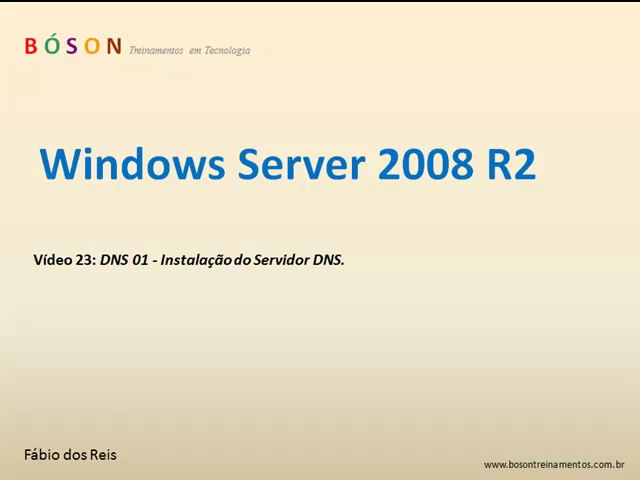 BÓSON Treinamentos em Tecnologia
Windows Server 2008 R2
Vídeo 23: DNS 01 - Instalação do Servidor DNS.
Fábio dos Reis
www.bosontreinamentos.com.br